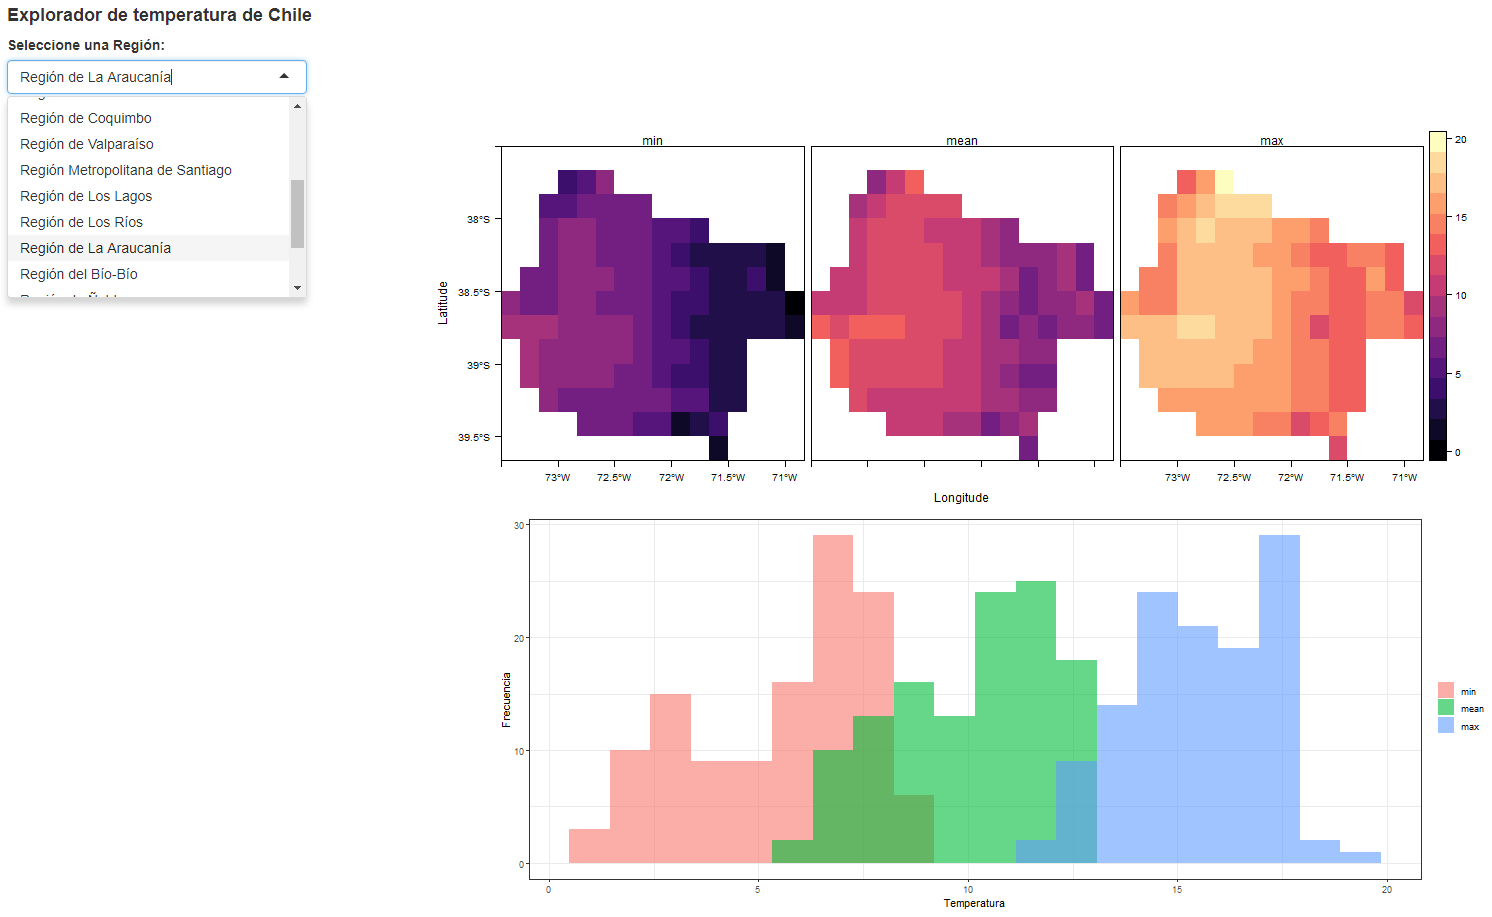 Explorador de temperatura de Chile
Seleccione una Región:
Región de La Araucanía
Región de Coquimbo
Región de Valparaíso
Región Metropolitana de Santiago
Región de Los Lagos
Región de Los Ríos
Región de La Araucanía
Región del Bío-Bío
min
mean
max
20
15
10
5
0
Latitude
38°S
38.5°S
39°S
39.5°S
73°W
72.5°W
72°W
71.5°W
71°W
73°W
72.5°W
72°W
71.5°W
71°W
Longitude
Frecuencia
30
20
10
0
0
5
10
15
20
Temperatura
min
mean
max